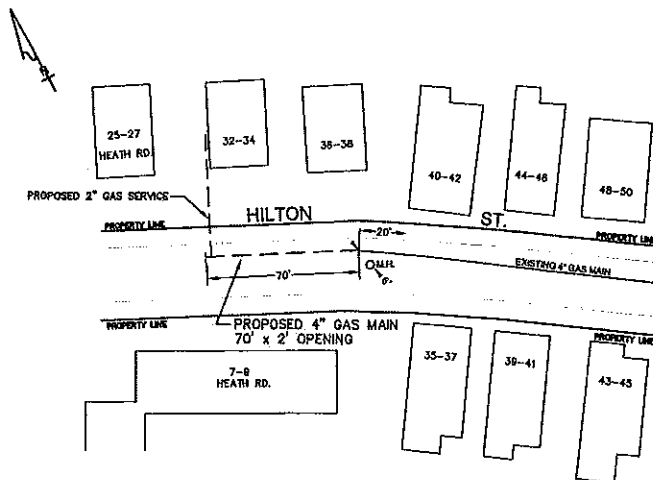 25-27
HEATH RD.
32-34
36-38
40-42
44-46
48-50
PROPOSED 2" GAS SERVICE
HILTON ST.
PROPERTY LINE
PROPERTY LINE
20'
EXISTING 4" GAS MAIN
M.H.
6'
70'
PROPERTY LINE
PROPERTY LINE
PROPOSED 4" GAS MAIN
70' x 2' OPENING
7-9
HEATH RD.
35-37
39-41
43-45